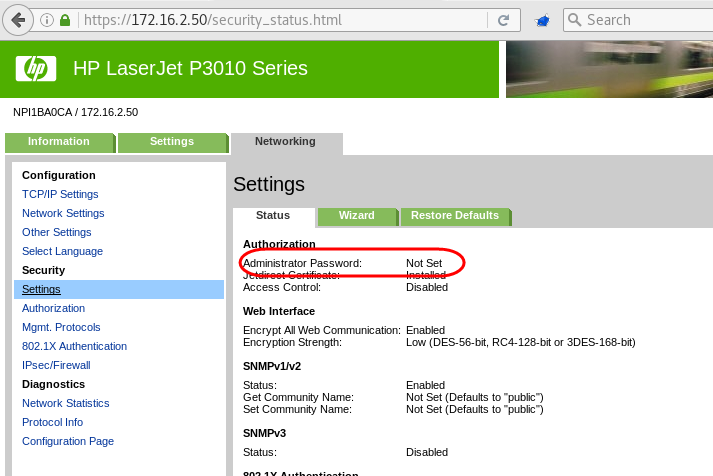 https://172.16.2.50/security_status.html
Search
hp
HP LaserJet P3010 Series
NPI1BA0CA / 172.16.2.50
Information
Settings
Networking
Configuration
TCP/IP Settings
Network Settings
Other Settings
Select Language
Security
Settings
Authorization
Mgmt. Protocols
802.1X Authentication
IPsec/Firewall
Diagnostics
Network Statistics
Protocol Info
Configuration Page
Settings
Status
Wizard
Restore Defaults
Authorization
Administrator Password: Not Set
Jetdirect Certificate: Installed
Access Control: Disabled
Web Interface
Encrypt All Web Communication: Enabled
Encryption Strength: Low (DES-56-bit, RC4-128-bit or 3DES-168-bit)
SNMPv1/v2
Status: Enabled
Get Community Name: Not Set (Defaults to "public")
Set Community Name: Not Set (Defaults to "public")
SNMPv3
Status: Disabled
802.1X Authentication